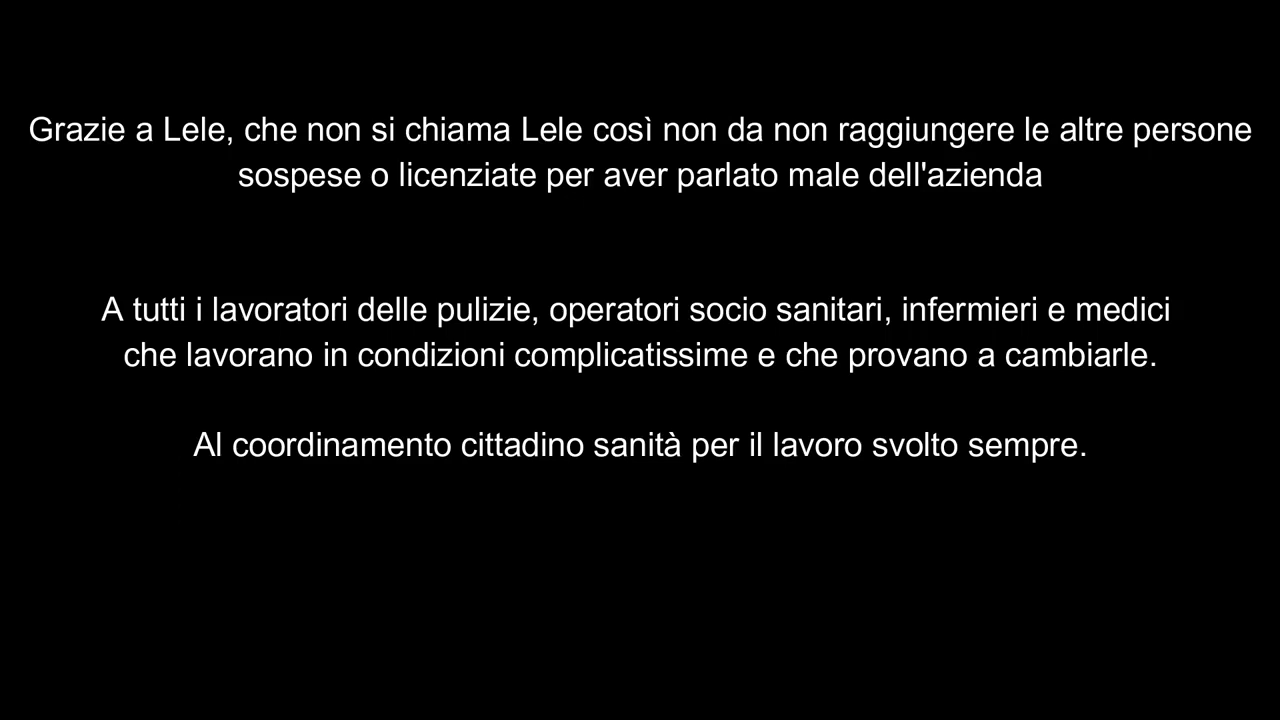 Grazie a Lele, che non si chiama Lele così non da non raggiungere le altre persone
sospese o licenziate per aver parlato male dell'azienda
A tutti i lavoratori delle pulizie, operatori socio sanitari, infermieri e medici
che lavorano in condizioni complicatissime e che provano a cambiarle.
Al coordinamento cittadino sanità per il lavoro svolto sempre.